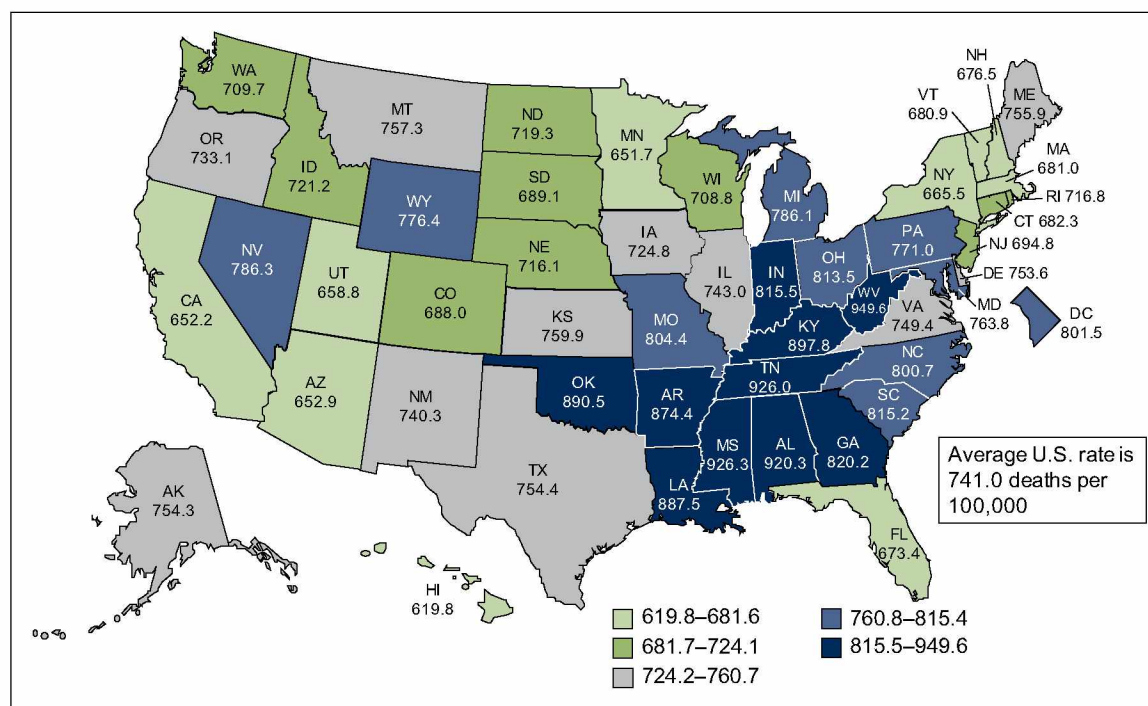 WA
709.7
OR
733.1
CA
652.2
NV
786.3
ID
721.2
MT
757.3
WY
776.4
UT
658.8
AZ
652.9
CO
688.0
NM
740.3
ND
719.3
SD
689.1
NE
716.1
KS
759.9
OK
890.5
TX
754.4
MN
651.7
IA
724.8
MO
804.4
AR
874.4
LA
887.5
WI
708.8
IL
743.0
MI
786.1
IN
815.5
OH
813.5
KY
897.8
TN
926.0
MS
926.3
AL
920.3
GA
820.2
FL
673.4
SC
815.2
NC
800.7
VA
749.4
WV
949.6
PA
771.0
NY
665.5
VT
680.9
NH
676.5
ME
755.9
MA
681.0
RI 716.8
CT 682.3
NJ 694.8
DE 753.6
MD
763.8
DC
801.5
AK
754.3
HI
619.8
Average U.S. rate is
741.0 deaths per
100,000
619.8–681.6
681.7–724.1
724.2–760.7
760.8–815.4
815.5–949.6